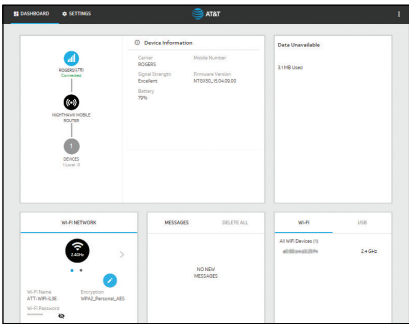 DASHBOARD
SETTINGS
AT&T
Device Information
Carrier
ROGERS
Mobile Number
Signal Strength
Excellent
Firmware Version
Battery
70%
Connected
NIGHTHAWK MOBILE
ROUTER
1
DEVICES
Data Unavailable
3.1 MB Used
WI-FI NETWORK
2.4GHz
Wi-Fi Name
Encryption
WPA2_Personal_AES
Wi-Fi Password
MESSAGES
DELETE ALL
NO NEW
MESSAGES
WI-FI
USB
All WiFi Devices (1)
2.4 GHz